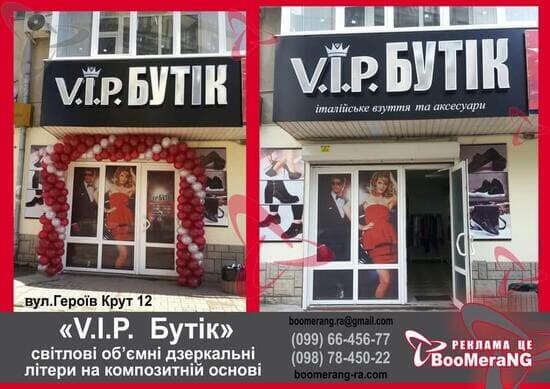 V.I.P. БУТІК
V.I.P. БУТІК
V.I.P. БУТІК
італійське взуття та аксесуари
вул.Героїв Крут 12
«V.I.P. Бутік»
світлові об’ємні дзеркальні
літери на композитній основі
boomerang.ra@gmail.com
(099) 66-456-77
(098) 78-450-22
boomerang-ra.com
РЕКЛАМА ЦЕ
BooMeraNG